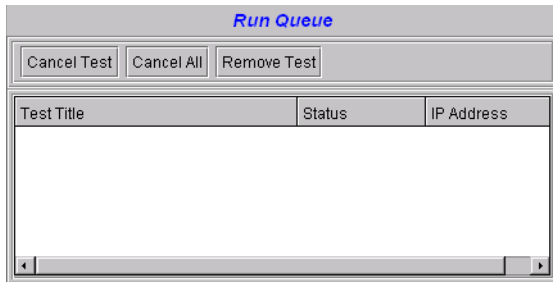 Run Queue
Cancel Test Cancel All Remove Test
Test Title Status IP Address